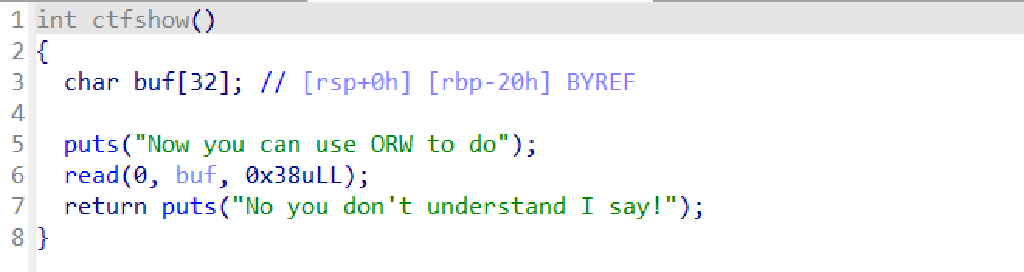 1 int ctfshow()
2 {
3   char buf[32]; // [rsp+0h] [rbp-20h] BYREF
4
5   puts("Now you can use ORW to do");
6   read(0, buf, 0x38uLL);
7   return puts("No you don't understand I say!");
8 }